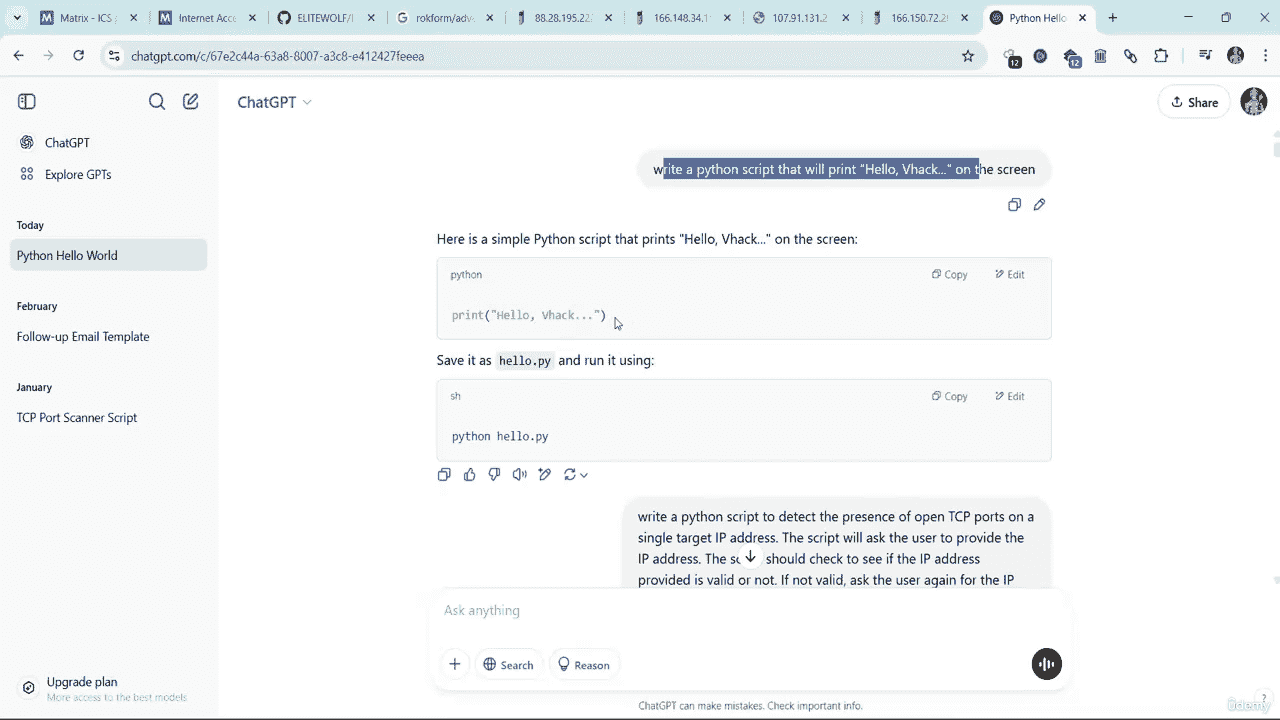 Matrix - ICS
Internet Acce
ELITEWOLF/
rokform/adv
88.28.195.22
166.148.34.
107.91.131.2
166.150.72.2
Python Hello
chatgpt.com/c/67e2c44a-63a8-8007-a3c8-e412427feeea
12
12
ChatGPT
Share
ChatGPT
Explore GPTs
Today
Python Hello World
February
Follow-up Email Template
January
TCP Port Scanner Script
write a python script that will print "Hello, Vhack..." on the screen
Here is a simple Python script that prints "Hello, Vhack..." on the screen:
python
Copy
Edit
print("Hello, Vhack...")
Save it as hello.py and run it using:
sh
Copy
Edit
python hello.py
write a python script to detect the presence of open TCP ports on a
single target IP address. The script will ask the user to provide the
IP address. The sc should check to see if the IP address
provided is valid or not. If not valid, ask the user again for the IP
Ask anything
Search
Reason
Upgrade plan
More access to the best models
ChatGPT can make mistakes. Check important info.
?
Udemy